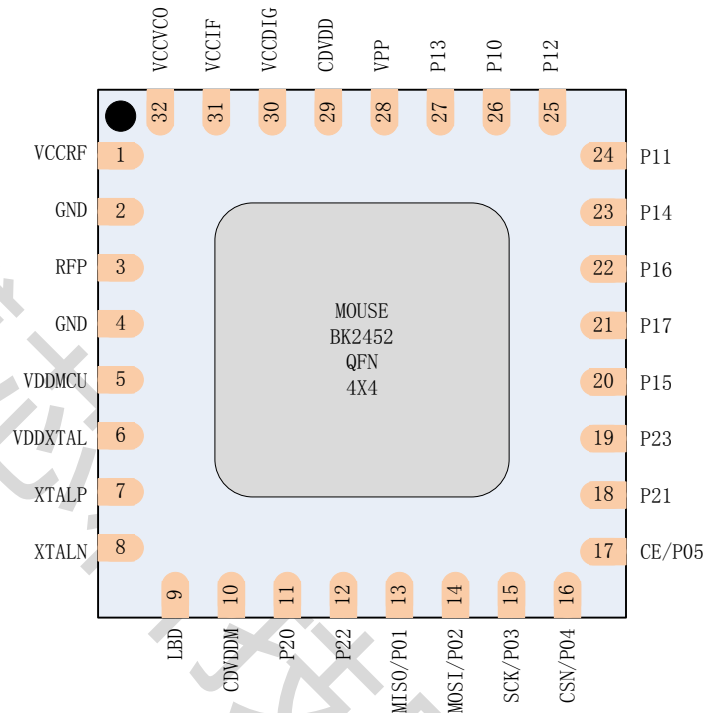 VCCVCO
VCCIF
VCCDIG
CDVDD
VPP
P13
P10
P12
32
31
30
29
28
27
26
25
VCCRF 1
24 P11
GND 2
23 P14
RFP 3
22 P16
GND 4
21 P17
VDDMCU 5
20 P15
VDDXTAL 6
19 P23
XTALP 7
18 P21
XTALN 8
17 CE/P05
MOUSE
BK2452
QFN
4X4
9
10
11
12
13
14
15
16
LBD
CDVDDM
P20
P22
MISO/P01
MOSI/P02
SCK/P03
CSN/P04